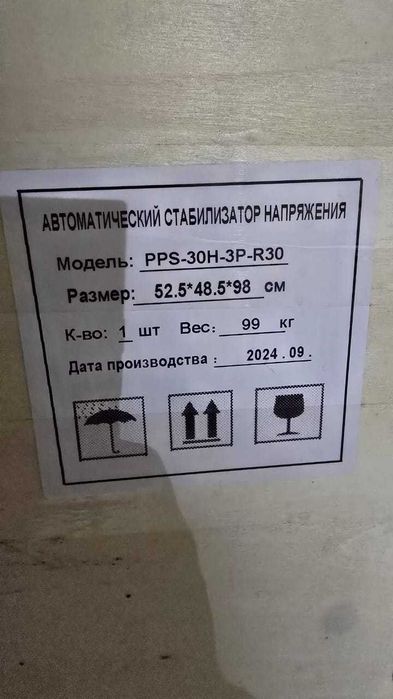 АВТОМАТИЧЕСКИЙ СТАБИЛИЗАТОР НАПРЯЖЕНИЯ
Модель: PPS-30H-3P-R30
Размер: 52.5*48.5*98 см
К-во: 1 шт Вес: 99 кг
Дата производства : 2024 . 09 .